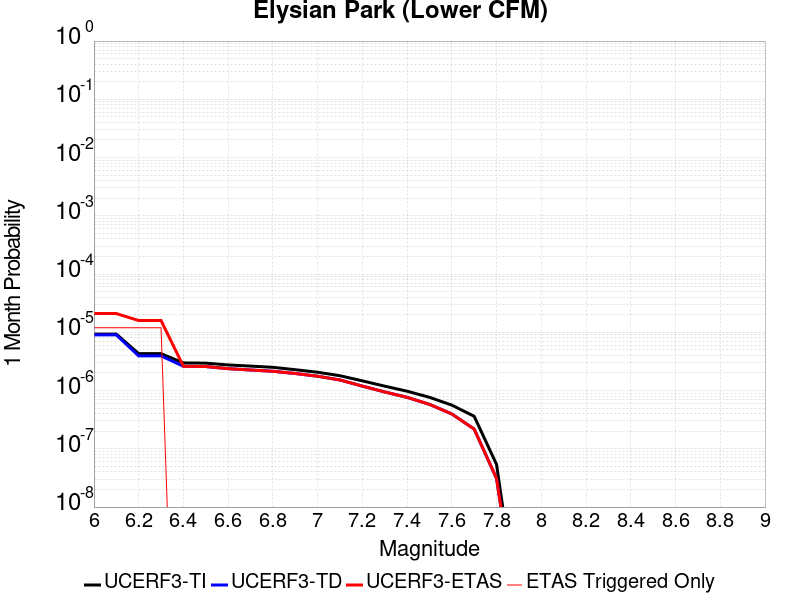 Elysian Park (Lower CFM)
1 Month Probability
10^0
10^-1
10^-2
10^-3
10^-4
10^-5
10^-6
10^-7
10^-8
6 6.2 6.4 6.6 6.8 7 7.2 7.4 7.6 7.8 8 8.2 8.4 8.6 8.8 9
Magnitude
UCERF3-TI UCERF3-TD UCERF3-ETAS ETAS Triggered Only